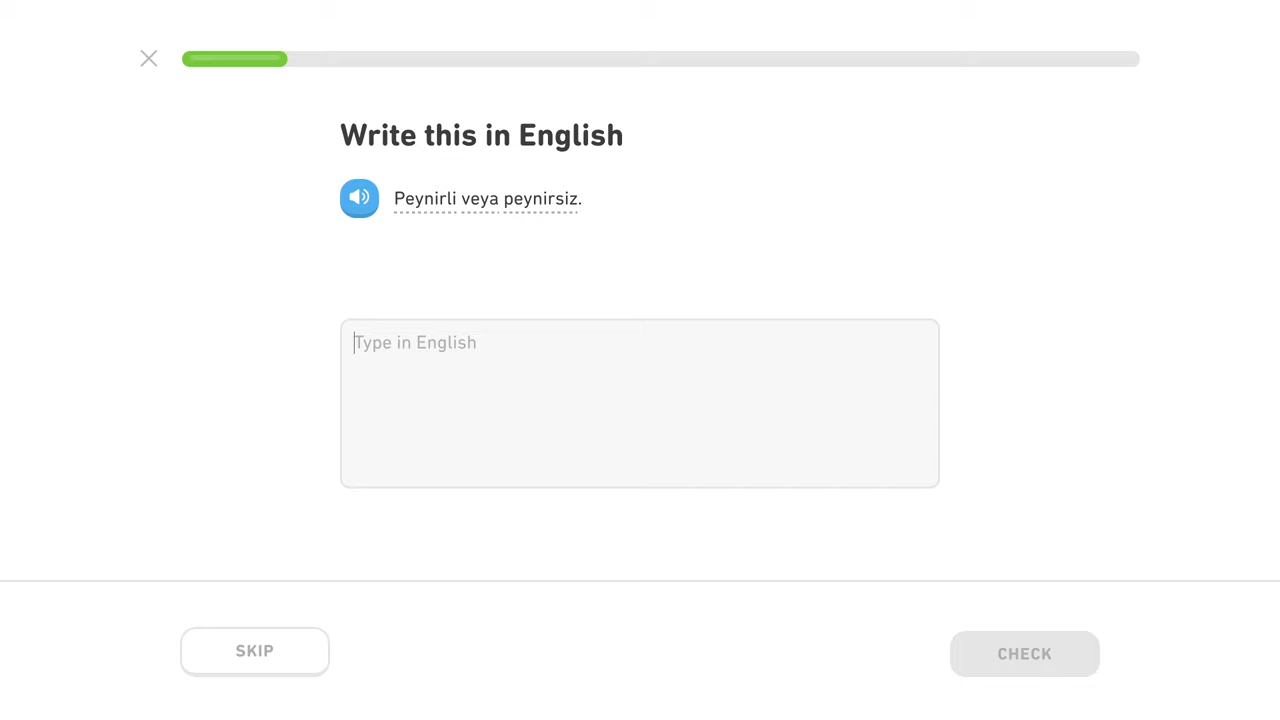 Write this in English
Peynirli veya peynirsiz.
Type in English
SKIP
CHECK